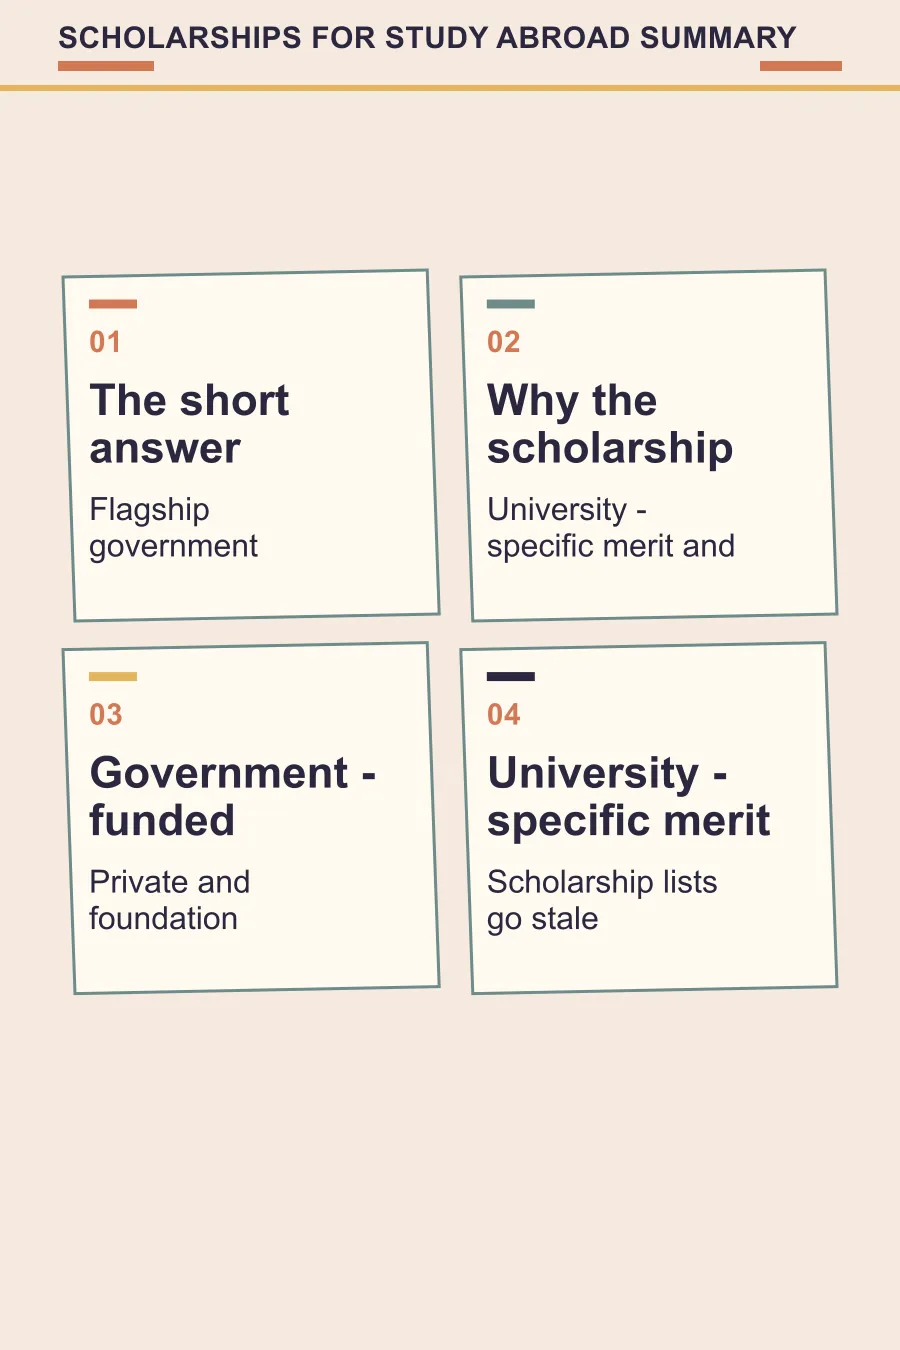 SCHOLARSHIPS FOR STUDY ABROAD SUMMARY
01
The short
answer
Flagship
government
02
Why the
scholarship
University -
specific merit and
03
Government -
funded
Private and
foundation
04
University -
specific merit
Scholarship lists
go stale